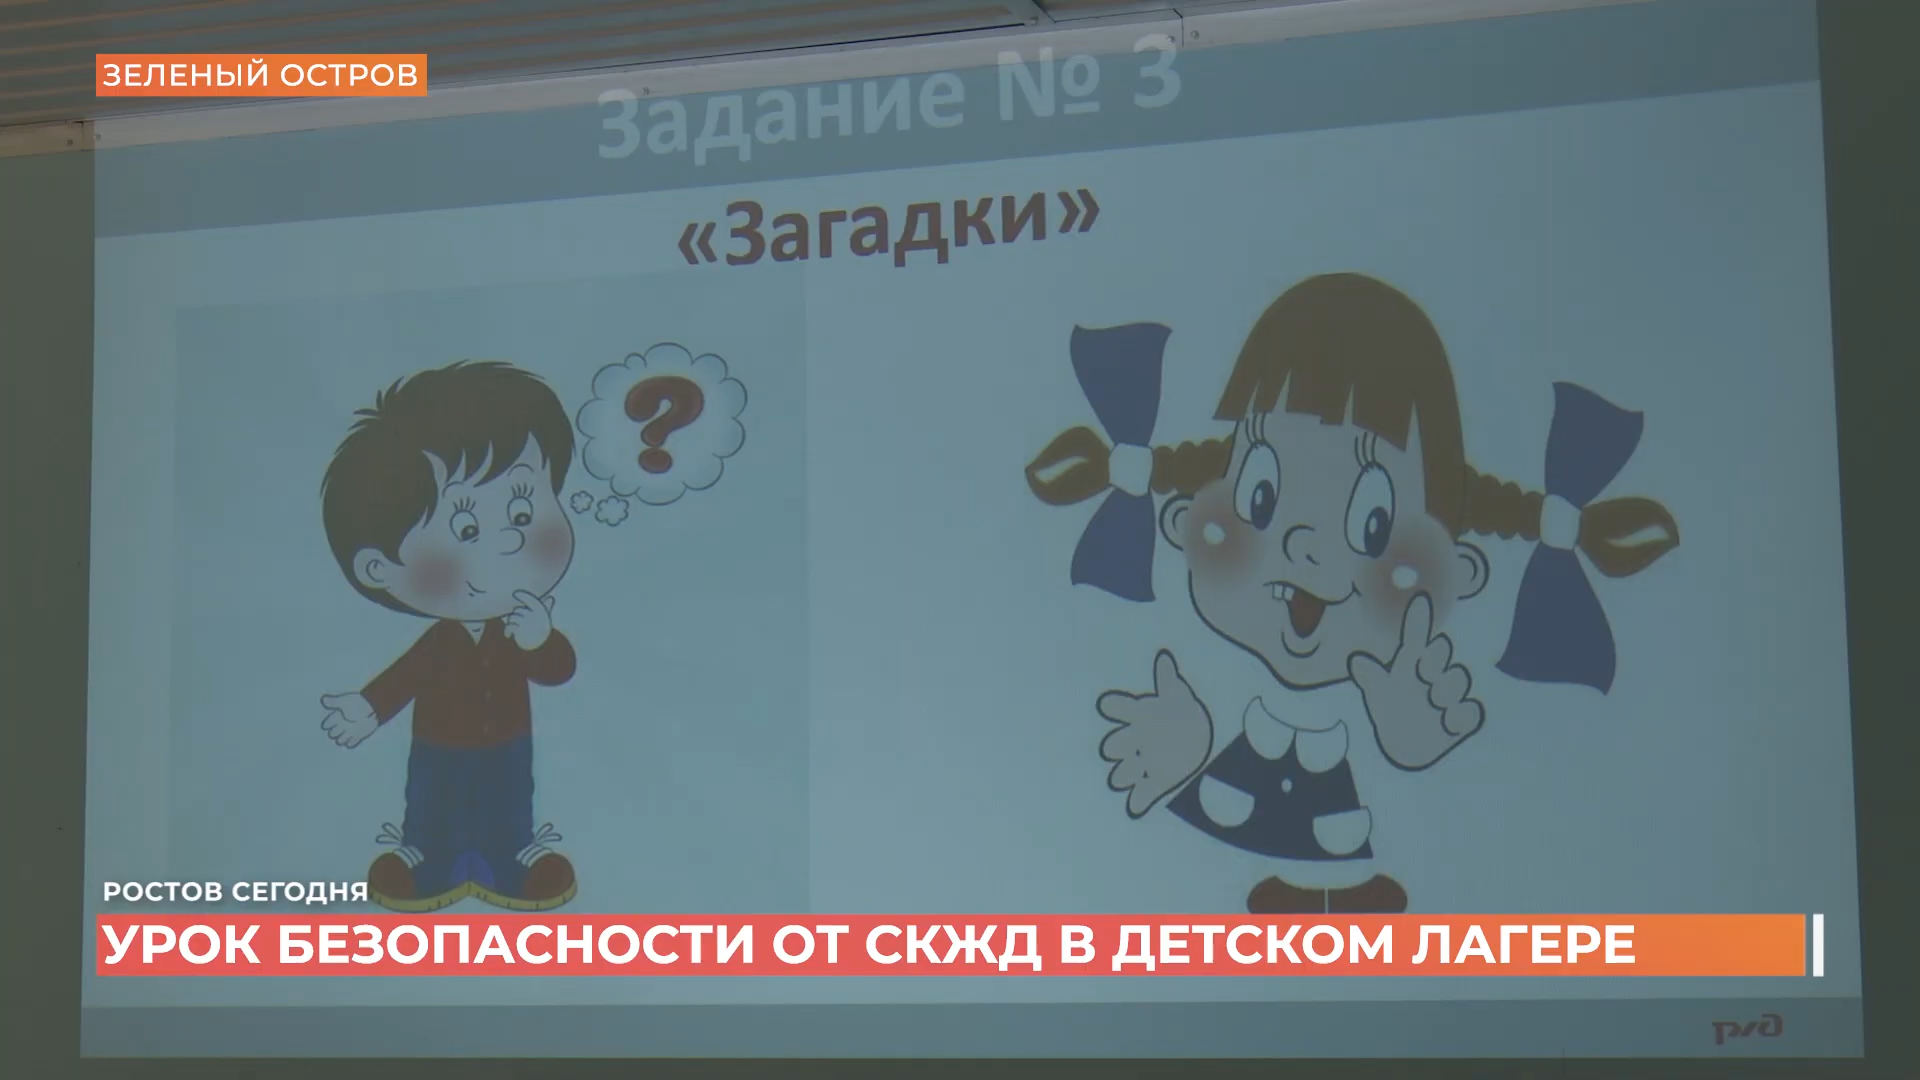 ЗЕЛЕНЫЙ ОСТРОВ
Задание № 3
«Загадки»
?
РОСТОВ СЕГОДНЯ
УРОК БЕЗОПАСНОСТИ ОТ СКЖД В ДЕТСКОМ ЛАГЕРЕ
РЖД